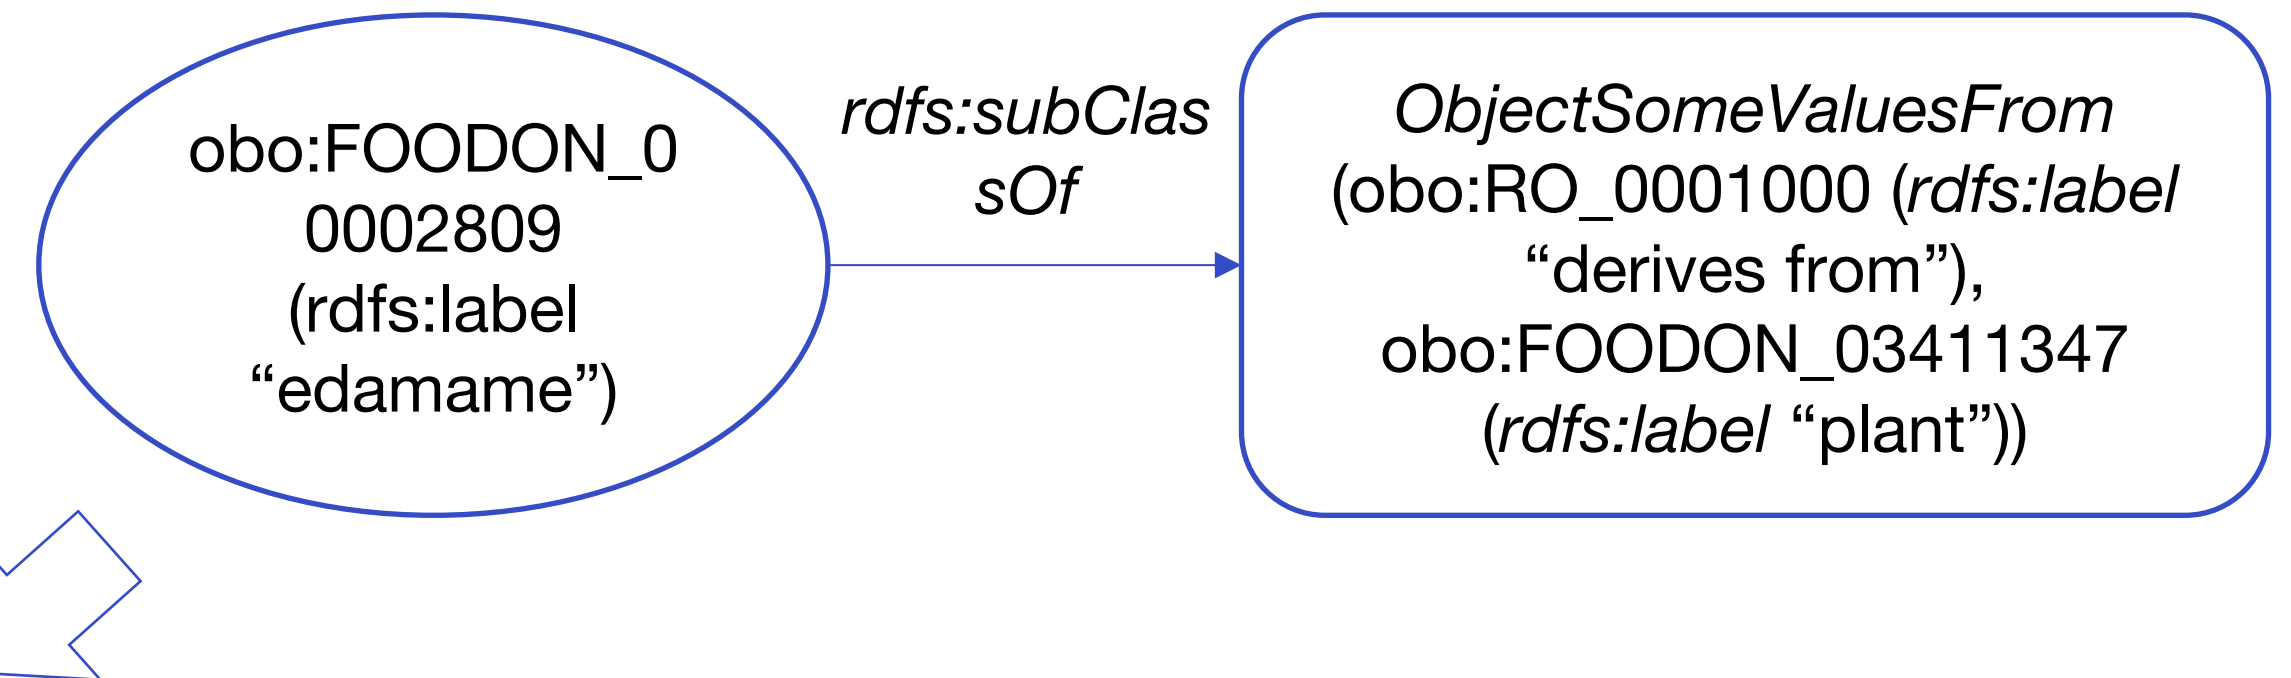 obo:FOODON_0
0002809
(rdfs:label
“edamame”)
rdfs:subClas
sOf
ObjectSomeValuesFrom
(obo:RO_0001000 (rdfs:label
“derives from”),
obo:FOODON_03411347
(rdfs:label “plant”))